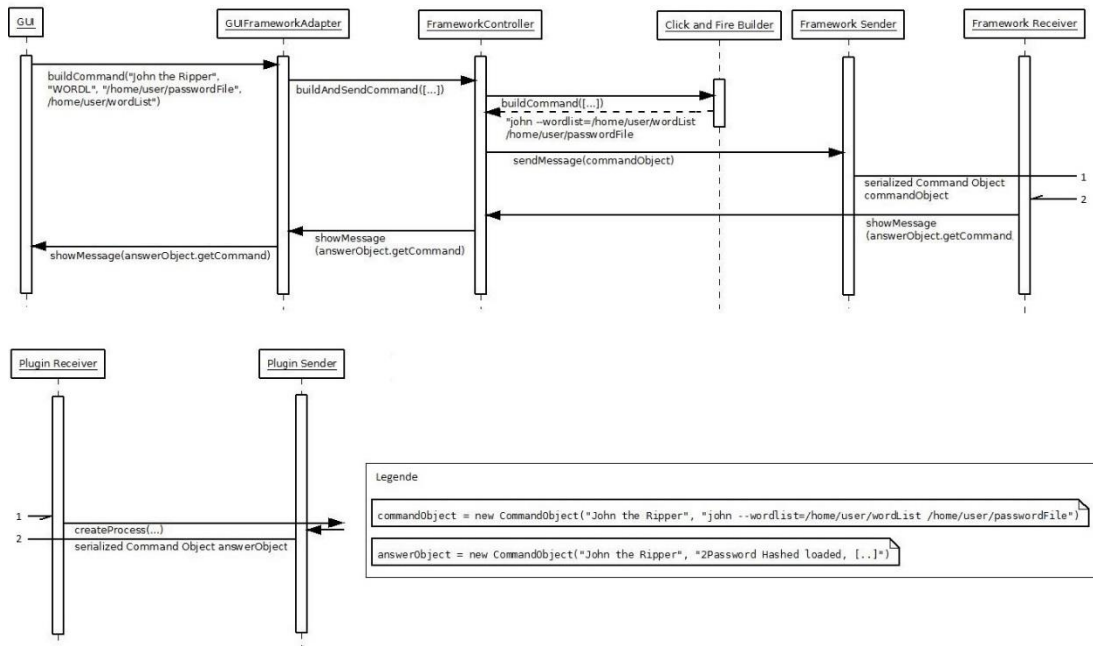 GUI
GUIFrameworkAdapter
FrameworkController
Click and Fire Builder
Framework Sender
Framework Receiver
buildCommand("John the Ripper",
"WORDL", "/home/user/passwordFile",
/home/user/wordList")
buildAndSendCommand([...])
buildCommand([...])
"john --wordlist=/home/user/wordList
/home/user/passwordFile
sendMessage(commandObject)
serialized Command Object
commandObject
1
2
showMessage
(answerObject.getCommand
showMessage
(answerObject.getCommand)
showMessage(answerObject.getCommand)
Plugin Receiver
Plugin Sender
1
createProcess(...)
2
serialized Command Object answerObject
Legende
commandObject = new CommandObject("John the Ripper", "john --wordlist=/home/user/wordList /home/user/passwordFile")
answerObject = new CommandObject("John the Ripper", "2Password Hashed loaded, [..]")